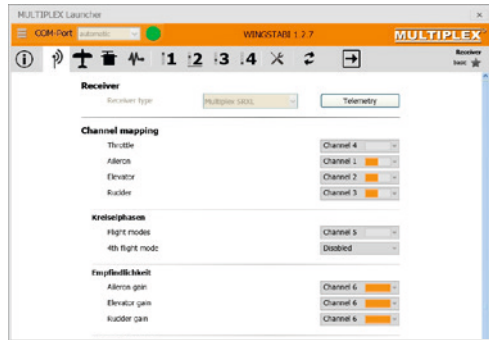 MULTIPLEX Launcher
COM-Port automatic WINGSTABI 1.2.7 MULTIPLEX
1 2 3 4 Receiver
basic
Receiver
Receiver type Multiplex SRXL Telemetry
Channel mapping
Throttle Channel 4
Aileron Channel 1
Elevator Channel 2
Rudder Channel 3
Kreiselphasen
Flight modes Channel 5
4th flight mode Disabled
Empfindlichkeit
Aileron gain Channel 6
Elevator gain Channel 6
Rudder gain Channel 6